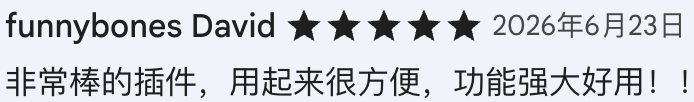 funnybones David ★★★★★ 2026年6月23日
非常棒的插件，用起来很方便，功能强大好用！！